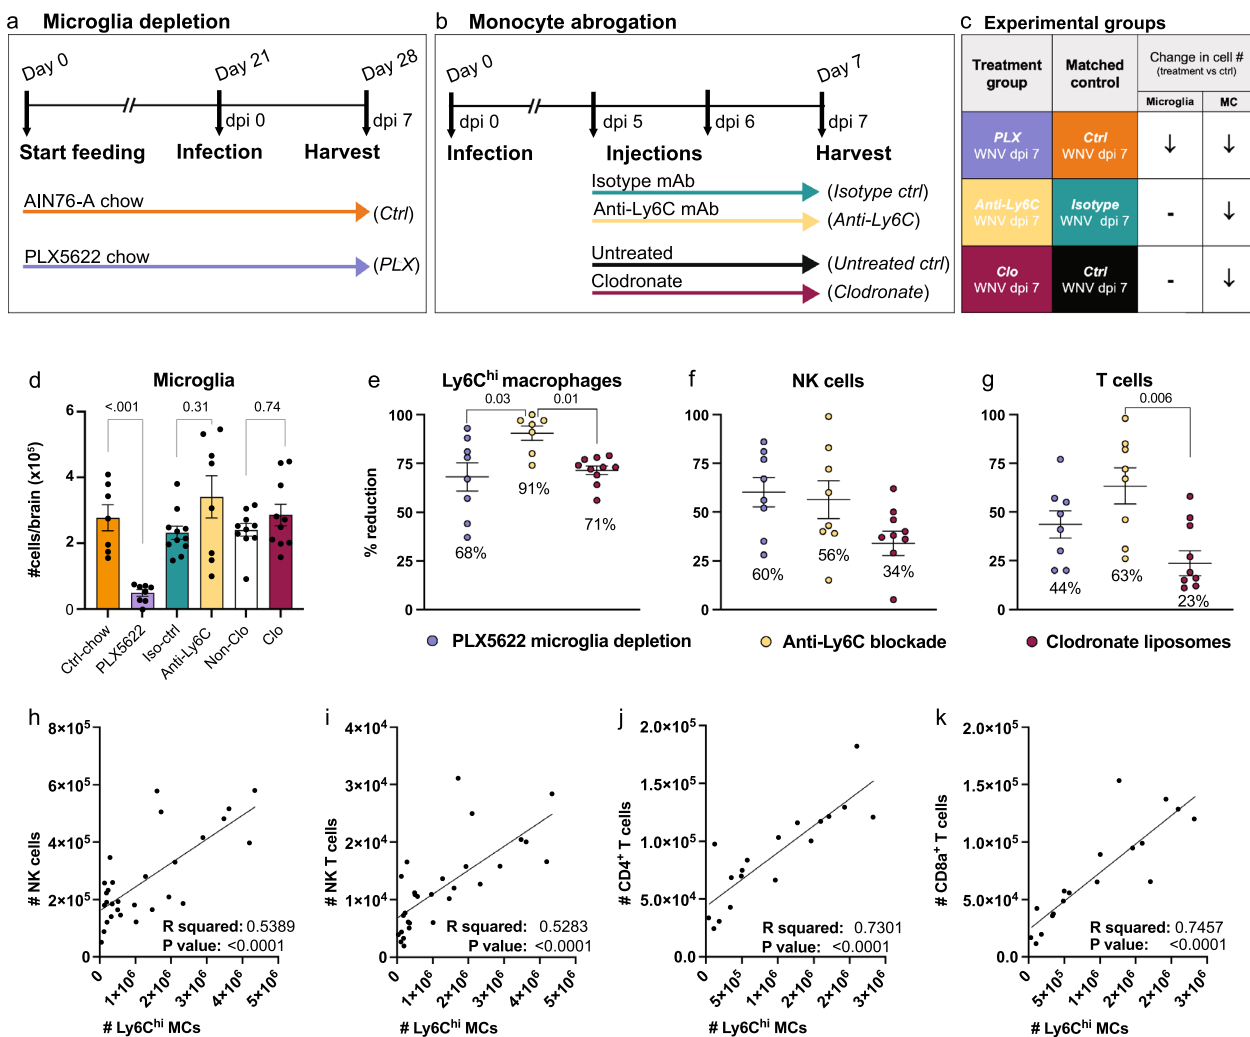 a Microglia depletion
Day 0
Day 21
Day 28
dpi 0
dpi 7
Start feeding
Infection
Harvest
AIN76-A chow
(Ctrl)
PLX5622 chow
(PLX)
b Monocyte abrogation
Day 0
Day 7
dpi 0
dpi 5
dpi 6
dpi 7
Infection
Injections
Harvest
Isotype mAb
(Isotype ctrl)
Anti-Ly6C mAb
(Anti-Ly6C)
Untreated
(Untreated ctrl)
Clodronate
(Clodronate)
c Experimental groups
Treatment group
Matched control
Change in cell #
(treatment vs ctrl)
Microglia
MC
PLX
WNV dpi 7
Ctrl
WNV dpi 7
↓
↓
Anti-Ly6C
WNV dpi 7
Isotype
WNV dpi 7
-
↓
Clo
WNV dpi 7
Ctrl
WNV dpi 7
-
↓
d Microglia
#cells/brain (x10⁵)
6
4
2
0
<.001
0.31
0.74
Ctrl-chow
PLX5622
Iso-ctrl
Anti-Ly6C
Non-Clo
Clo
e Ly6Cʰⁱ macrophages
% reduction
100
75
50
25
0
0.03
0.01
68%
91%
71%
f NK cells
100
75
50
25
0
60%
56%
34%
g T cells
100
75
50
25
0
0.006
44%
63%
23%
PLX5622 microglia depletion
Anti-Ly6C blockade
Clodronate liposomes
h
# NK cells
8×10⁵
6×10⁵
4×10⁵
2×10⁵
0
R squared: 0.5389
P value: <0.0001
0
1×10⁶
2×10⁶
3×10⁶
4×10⁶
5×10⁶
# Ly6Cʰⁱ MCs
i
# NK T cells
4×10⁴
3×10⁴
2×10⁴
1×10⁴
0
R squared: 0.5283
P value: <0.0001
0
1×10⁶
2×10⁶
3×10⁶
4×10⁶
5×10⁶
# Ly6Cʰⁱ MCs
j
# CD4⁺ T cells
2.0×10⁵
1.5×10⁵
1.0×10⁵
5.0×10⁴
0.0
R squared: 0.7301
P value: <0.0001
0
5×10⁵
1×10⁶
2×10⁶
2×10⁶
3×10⁶
3×10⁶
# Ly6Cʰⁱ MCs
k
# CD8a⁺ T cells
2.0×10⁵
1.5×10⁵
1.0×10⁵
5.0×10⁴
0.0
R squared: 0.7457
P value: <0.0001
0
5×10⁵
1×10⁶
2×10⁶
2×10⁶
3×10⁶
# Ly6Cʰⁱ MCs